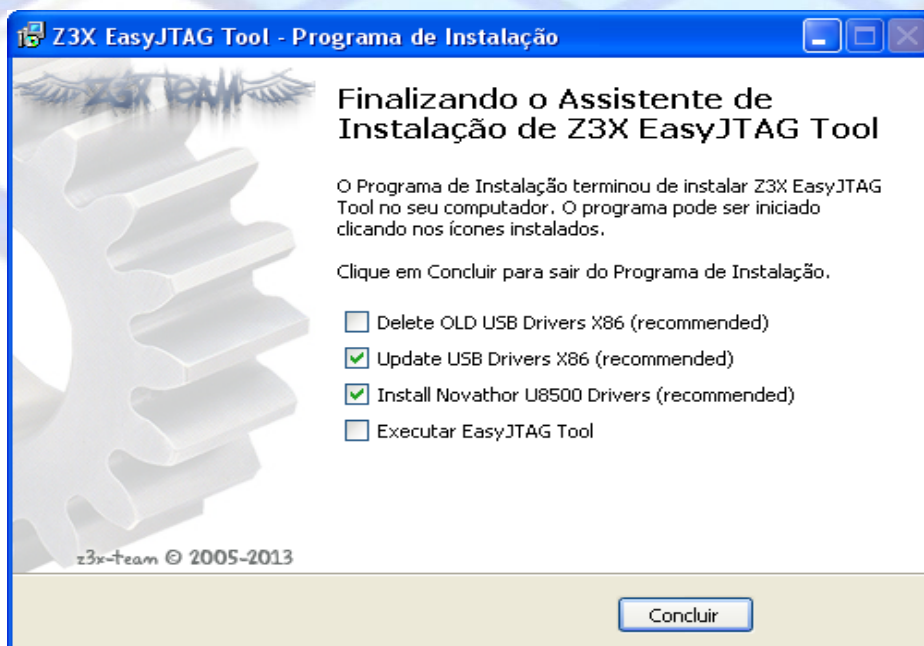 Z3X EasyJTAG Tool - Programa de Instalação
Z3X TEAM
Finalizando o Assistente de
Instalação de Z3X EasyJTAG Tool
O Programa de Instalação terminou de instalar Z3X EasyJTAG
Tool no seu computador. O programa pode ser iniciado
clicando nos ícones instalados.
Clique em Concluir para sair do Programa de Instalação.
Delete OLD USB Drivers X86 (recommended)
Update USB Drivers X86 (recommended)
Install Novathor U8500 Drivers (recommended)
Executar EasyJTAG Tool
z3x-team © 2005-2013
Concluir